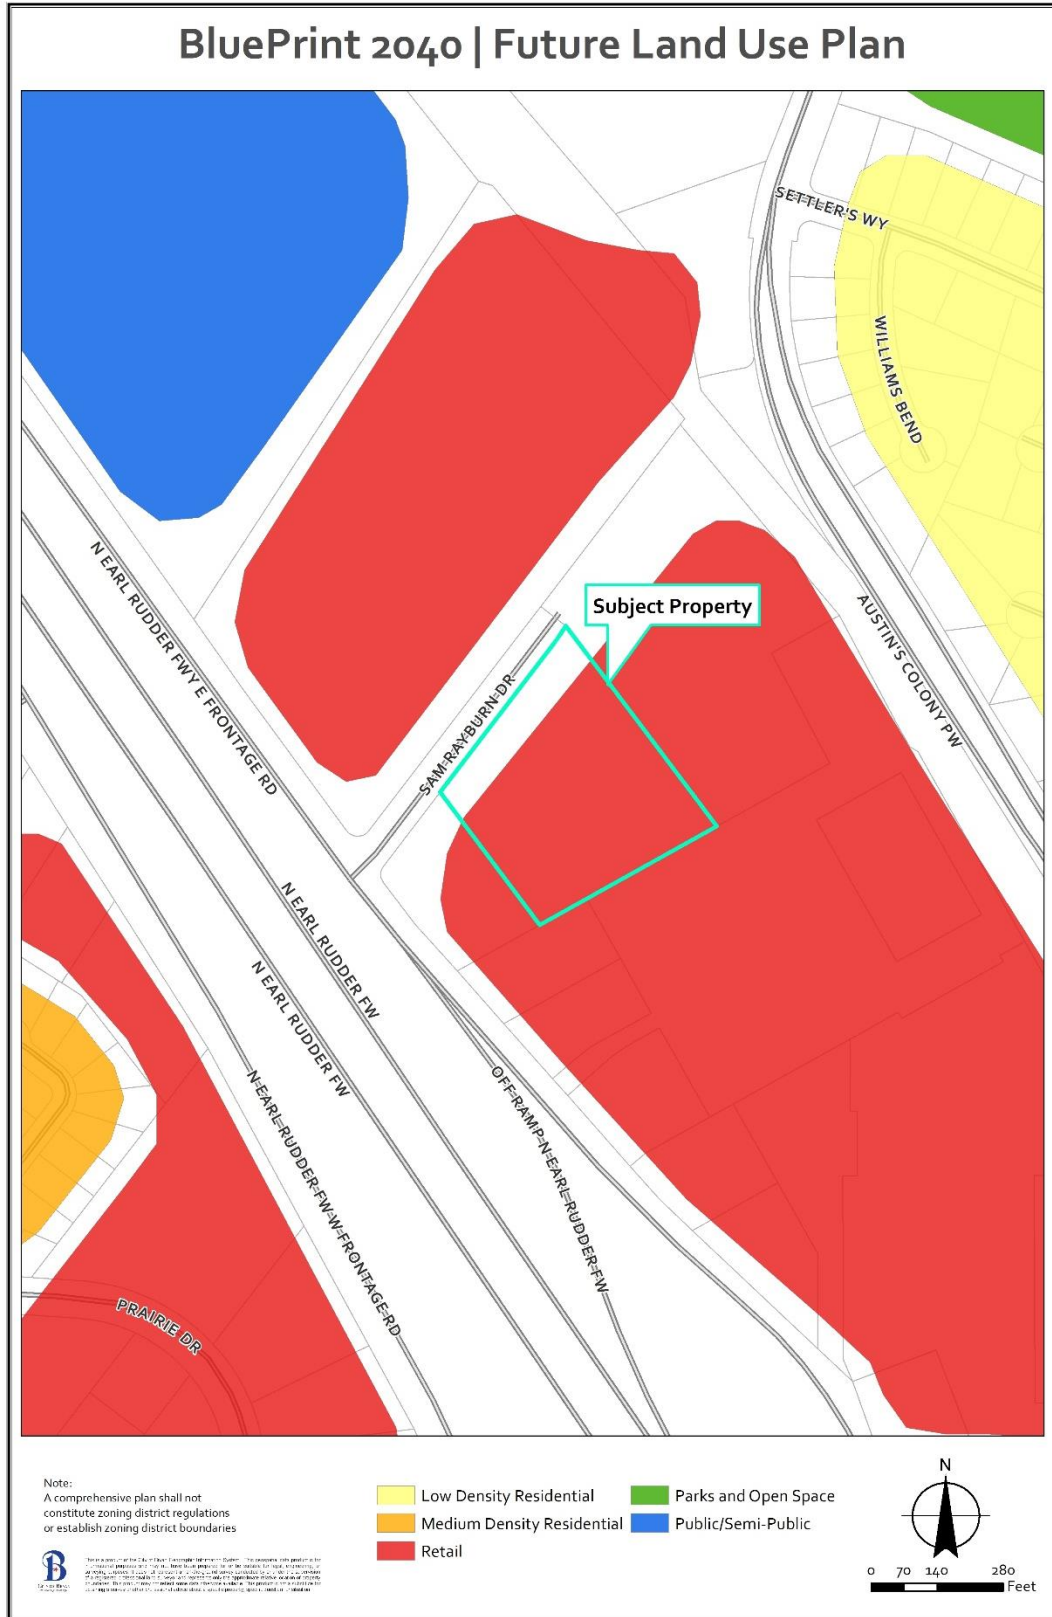 BluePrint 2040 | Future Land Use Plan
SETTLER'S WY
WILLIAMS BEND
N EARL RUDDER FWY E FRONTAGE RD
Subject Property
AUSTIN'S COLONY PW
SAM RAYBURN DR
N EARL RUDDER FW
N EARL RUDDER FW
N EARL RUDDER FW W FRONTAGE RD
OFF RAMP N EARL RUDDER FW
PRAIRIE DR
Note:
A comprehensive plan shall not
constitute zoning district regulations
or establish zoning district boundaries
Low Density Residential
Medium Density Residential
Retail
Parks and Open Space
Public/Semi-Public
N
0 70 140 280
Feet